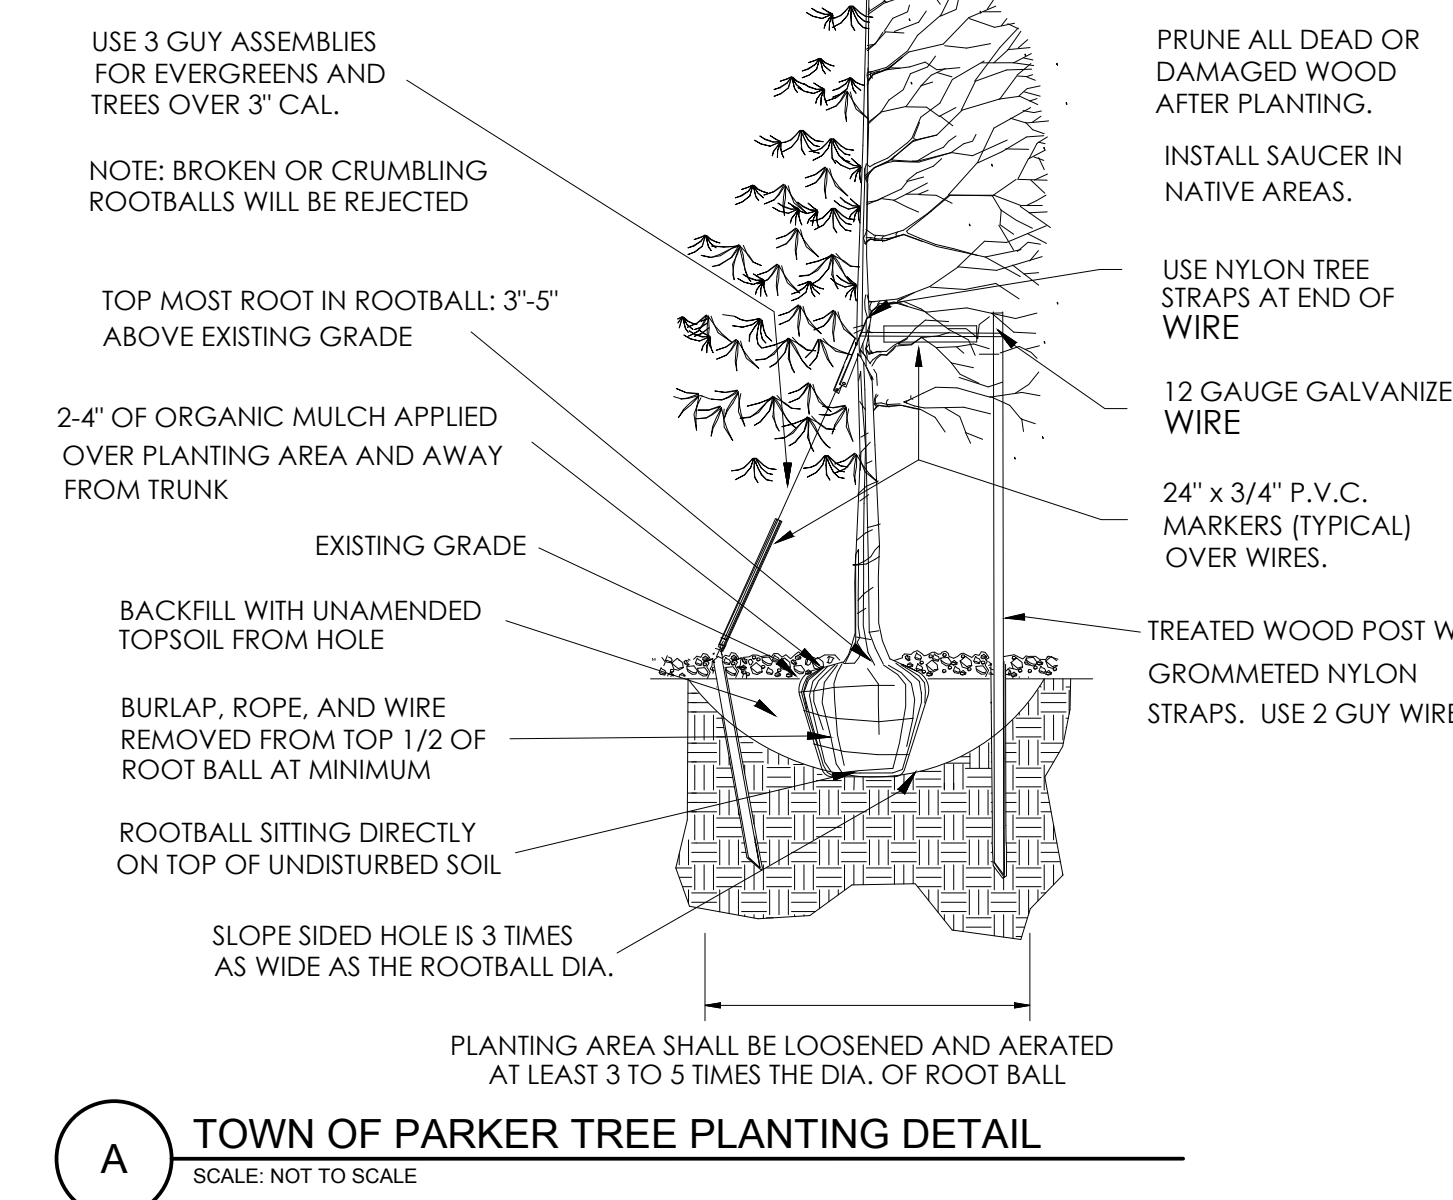 USE 3 GUY ASSEMBLIES
FOR EVERGREENS AND
TREES OVER 3" CAL.
NOTE: BROKEN OR CRUMBLING
ROOTBALLS WILL BE REJECTED
TOP MOST ROOT IN ROOTBALL: 3"-5"
ABOVE EXISTING GRADE
2-4" OF ORGANIC MULCH APPLIED
OVER PLANTING AREA AND AWAY
FROM TRUNK
EXISTING GRADE
BACKFILL WITH UNAMENDED
TOPSOIL FROM HOLE
BURLAP, ROPE, AND WIRE
REMOVED FROM TOP 1/2 OF
ROOT BALL AT MINIMUM
ROOTBALL SITTING DIRECTLY
ON TOP OF UNDISTURBED SOIL
SLOPE SIDED HOLE IS 3 TIMES
AS WIDE AS THE ROOTBALL DIA.
PRUNE ALL DEAD OR
DAMAGED WOOD
AFTER PLANTING.
INSTALL SAUCER IN
NATIVE AREAS.
USE NYLON TREE
STRAPS AT END OF
WIRE
12 GAUGE GALVANIZE
WIRE
24" x 3/4" P.V.C.
MARKERS (TYPICAL)
OVER WIRES.
TREATED WOOD POST W
GROMMETED NYLON
STRAPS. USE 2 GUY WIRE
PLANTING AREA SHALL BE LOOSENED AND AERATED
AT LEAST 3 TO 5 TIMES THE DIA. OF ROOT BALL
A
TOWN OF PARKER TREE PLANTING DETAIL
SCALE: NOT TO SCALE